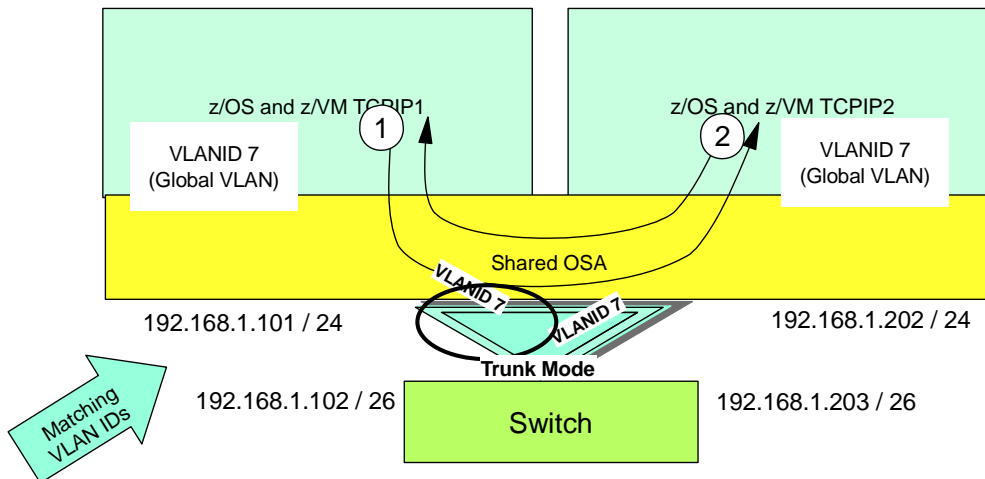 z/OS and z/VM TCPIP1
z/OS and z/VM TCPIP2
1
2
VLANID 7
(Global VLAN)
VLANID 7
(Global VLAN)
Shared OSA
VLANID 7
VLANID 7
192.168.1.101 / 24
192.168.1.202 / 24
Trunk Mode
192.168.1.102 / 26
192.168.1.203 / 26
Matching
VLAN IDs
Switch